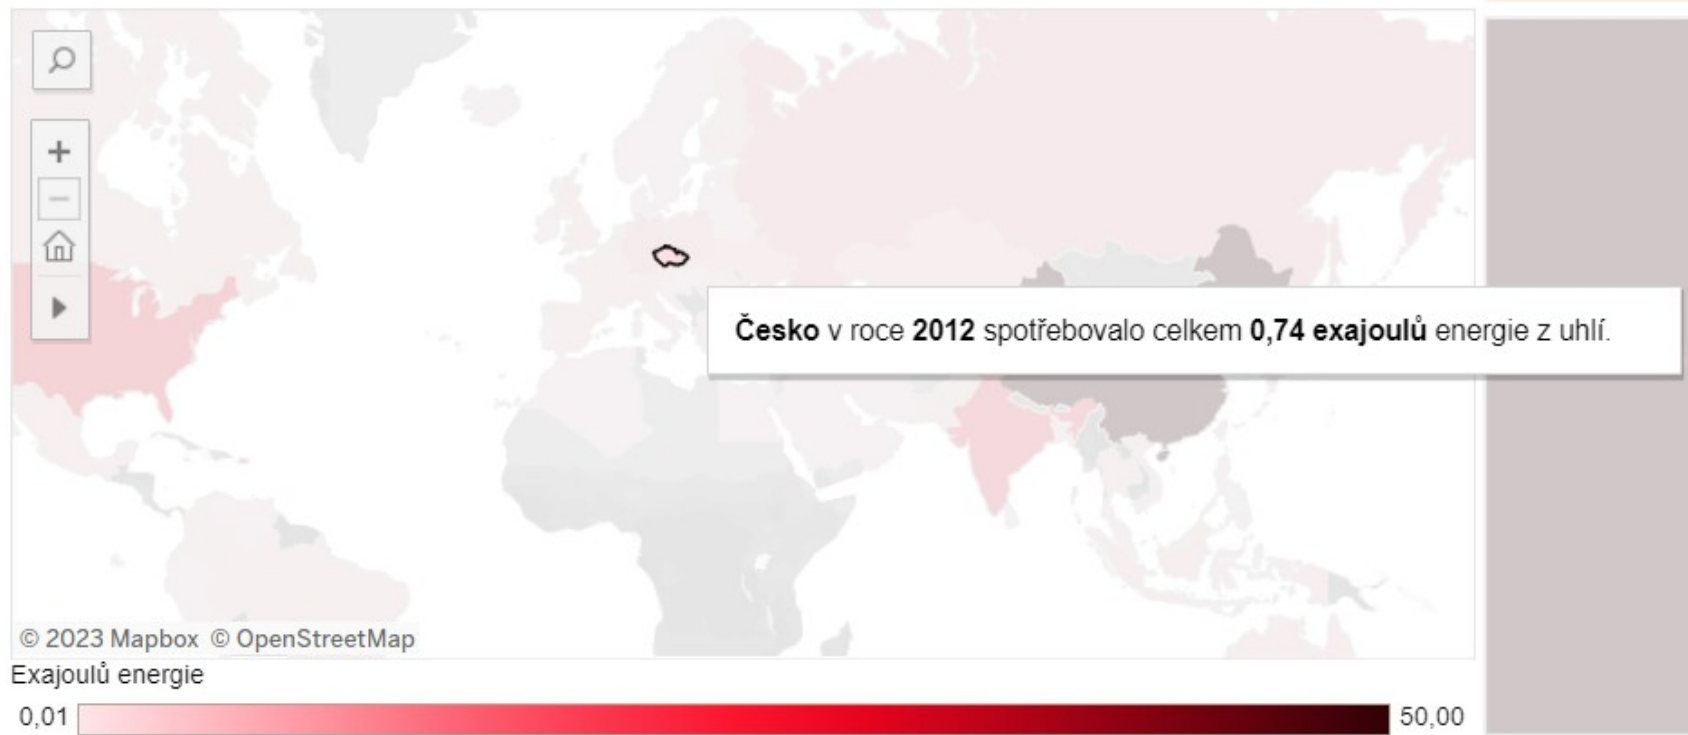 Česko v roce 2012 spotřebovalo celkem 0,74 exajoulů energie z uhlí.
© 2023 Mapbox © OpenStreetMap
Exajoulů energie
0,01 50,00